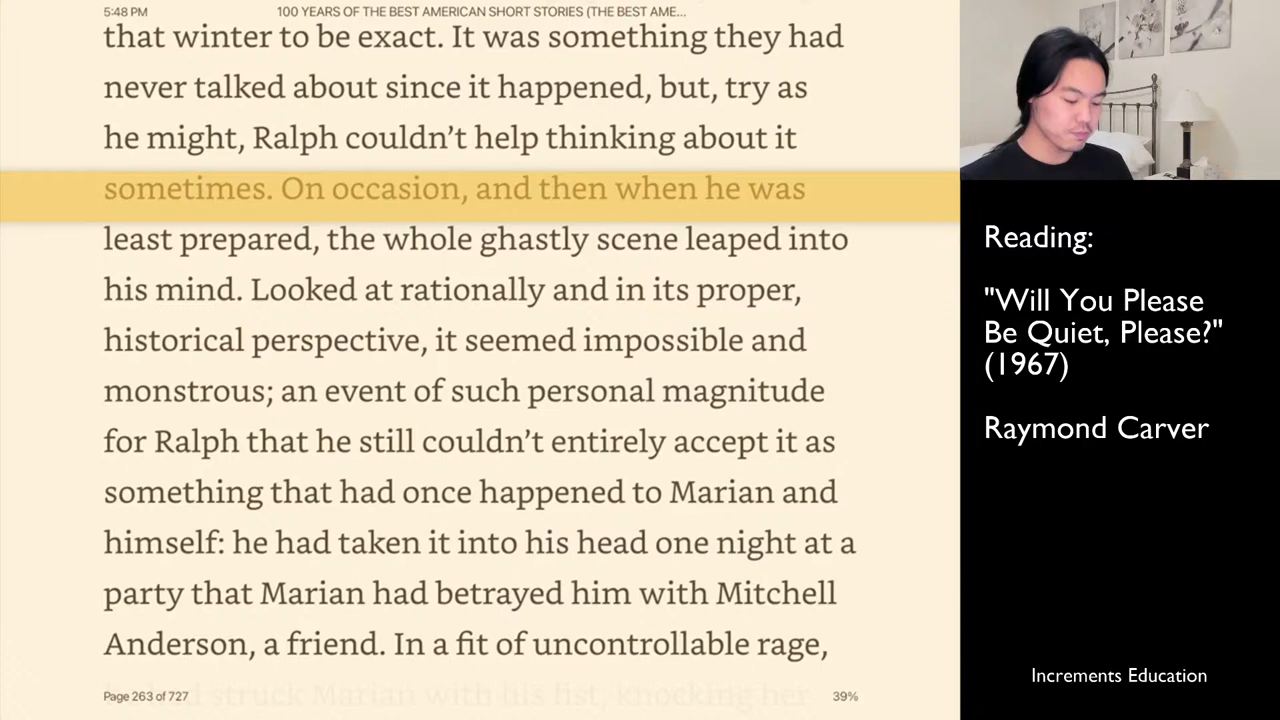 5:48 PM
100 YEARS OF THE BEST AMERICAN SHORT STORIES (THE BEST AME...
that winter to be exact. It was something they had
never talked about since it happened, but, try as
he might, Ralph couldn’t help thinking about it
sometimes. On occasion, and then when he was
least prepared, the whole ghastly scene leaped into
his mind. Looked at rationally and in its proper,
historical perspective, it seemed impossible and
monstrous; an event of such personal magnitude
for Ralph that he still couldn’t entirely accept it as
something that had once happened to Marian and
himself: he had taken it into his head one night at a
party that Marian had betrayed him with Mitchell
Anderson, a friend. In a fit of uncontrollable rage,
struck Marian with his fist, knocking her
Page 263 of 727
39%
Reading:
"Will You Please
Be Quiet, Please?"
(1967)
Raymond Carver
Increments Education